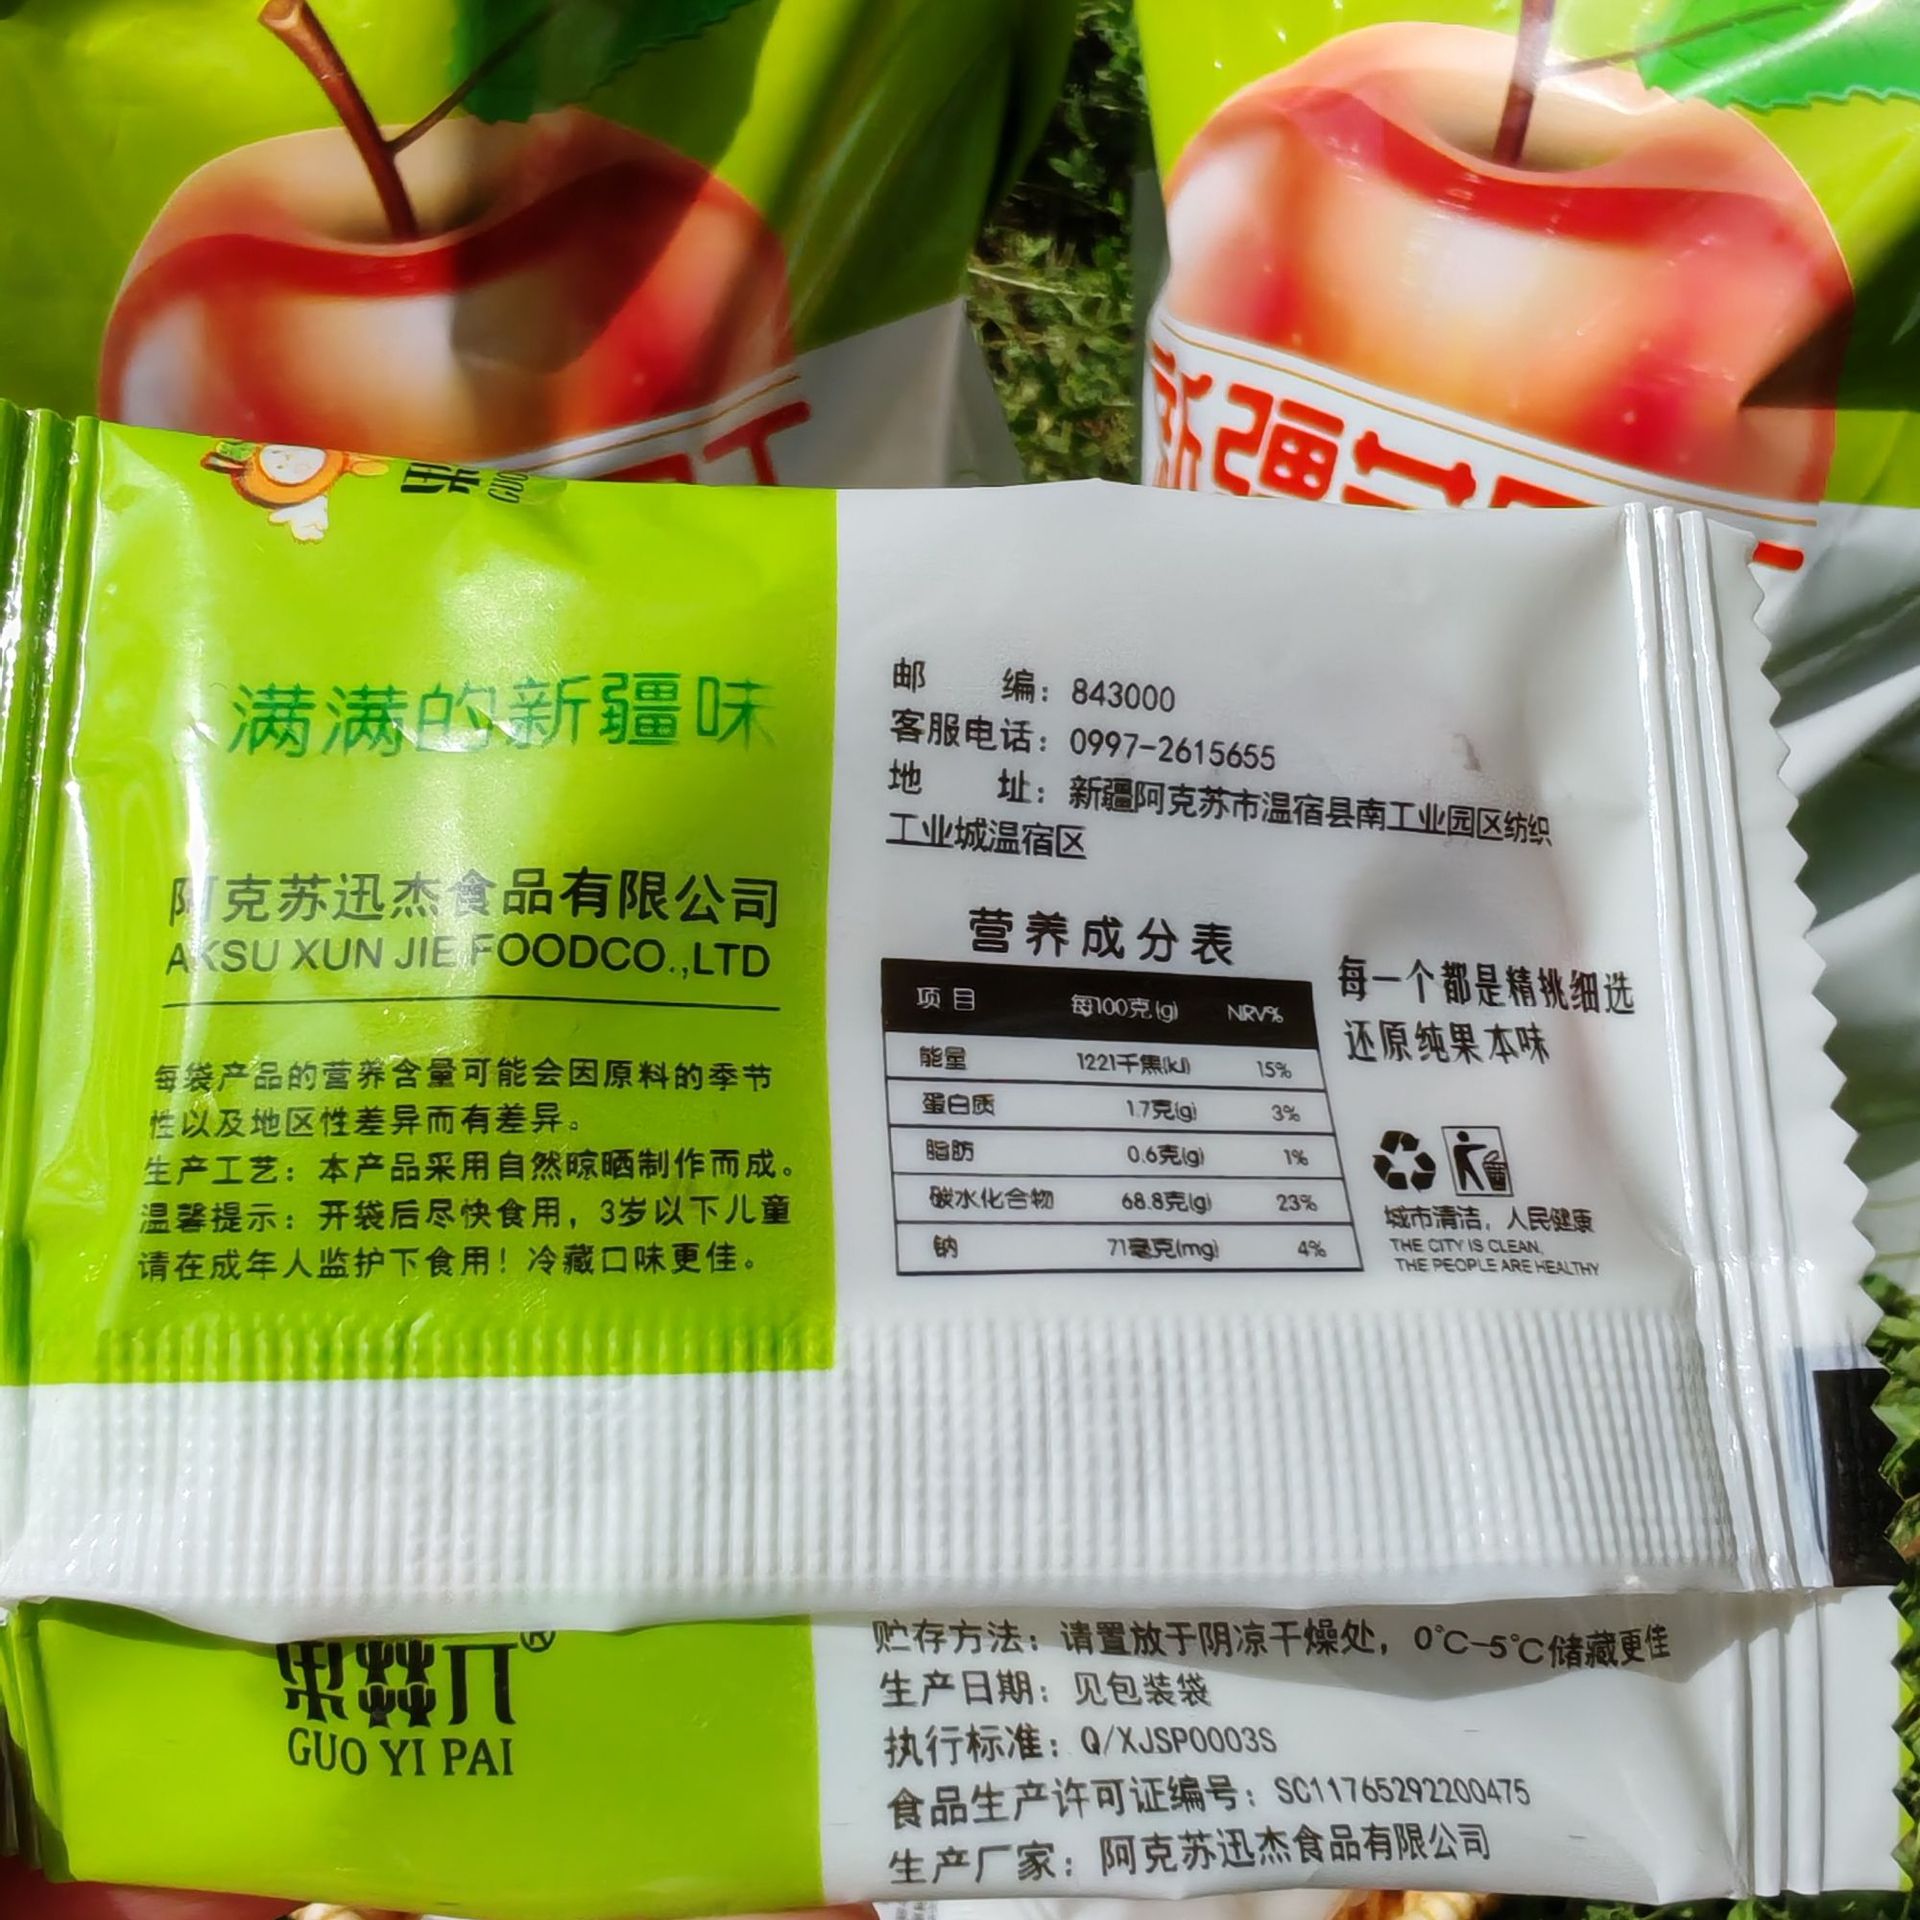 新疆苹果
满满的新疆味
阿克苏迅杰食品有限公司
AKSU XUN JIE FOODCO.,LTD
每袋产品的营养含量可能会因原料的季节
性以及地区性差异而有差异。
生产工艺：本产品采用自然晾晒制作而成。
温馨提示：开袋后尽快食用，3岁以下儿童
请在成年人监护下食用！冷藏口味更佳。
邮 编：843000
客服电话：0997-2615655
地 址：新疆阿克苏市温宿县南工业园区纺织
工业城温宿区
营养成分表
项目 每100克(g) NRV%
能量 1221千焦(kJ) 15%
蛋白质 1.7克(g) 3%
脂肪 0.6克(g) 1%
碳水化合物 68.8克(g) 23%
钠 71毫克(mg) 4%
每一个都是精挑细选
还原纯果本味
城市清洁，人民健康
THE CITY IS CLEAN,
THE PEOPLE ARE HEALTHY
GUO YI PAI
贮存方法：请置放于阴凉干燥处，0℃-5℃储藏更佳
生产日期：见包装袋
执行标准：Q/XJSP0003S
食品生产许可证编号：SC11765292200475
生产厂家：阿克苏迅杰食品有限公司